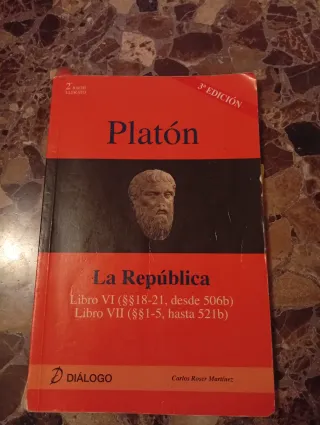 3ª EDICIÓN
Platón
La República
Libro VI (§§18-21, desde 506b)
Libro VII (§§1-5, hasta 521b)
DIÁLOGO
Carlos Roser Martínez